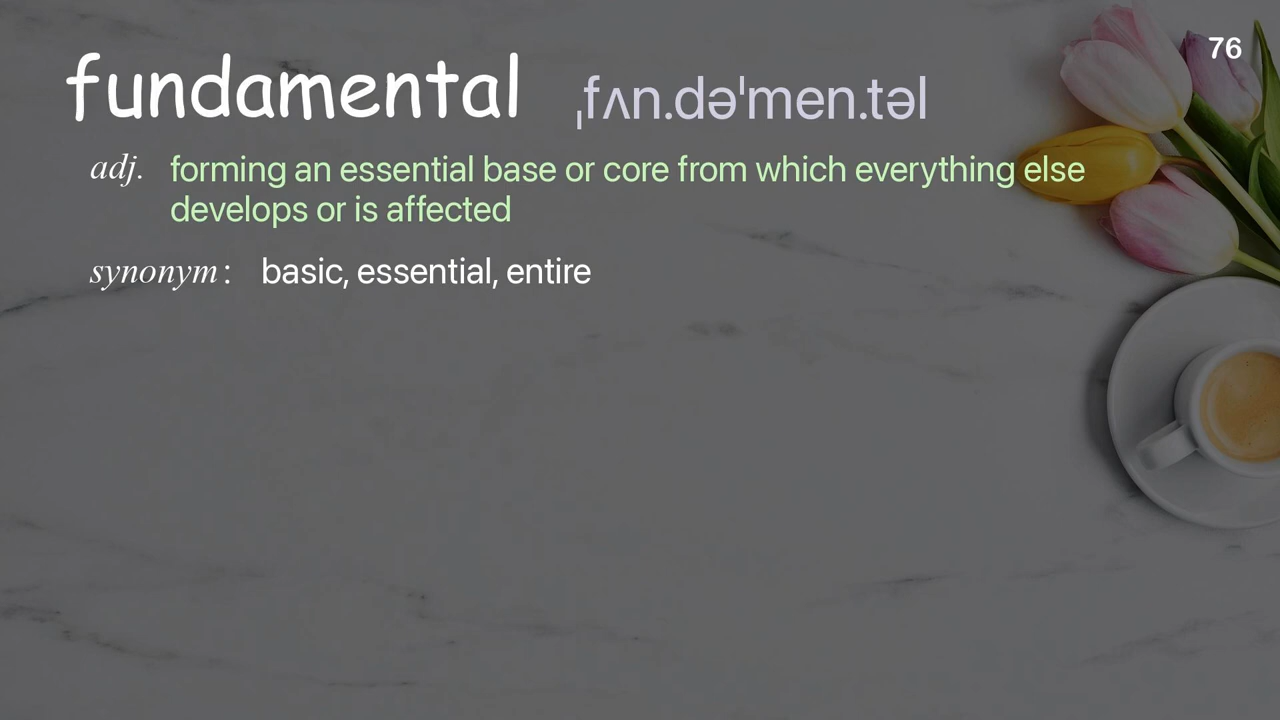 76
fundamental ˌfʌn.dəˈmen.təl
adj. forming an essential base or core from which everything else
develops or is affected
synonym: basic, essential, entire